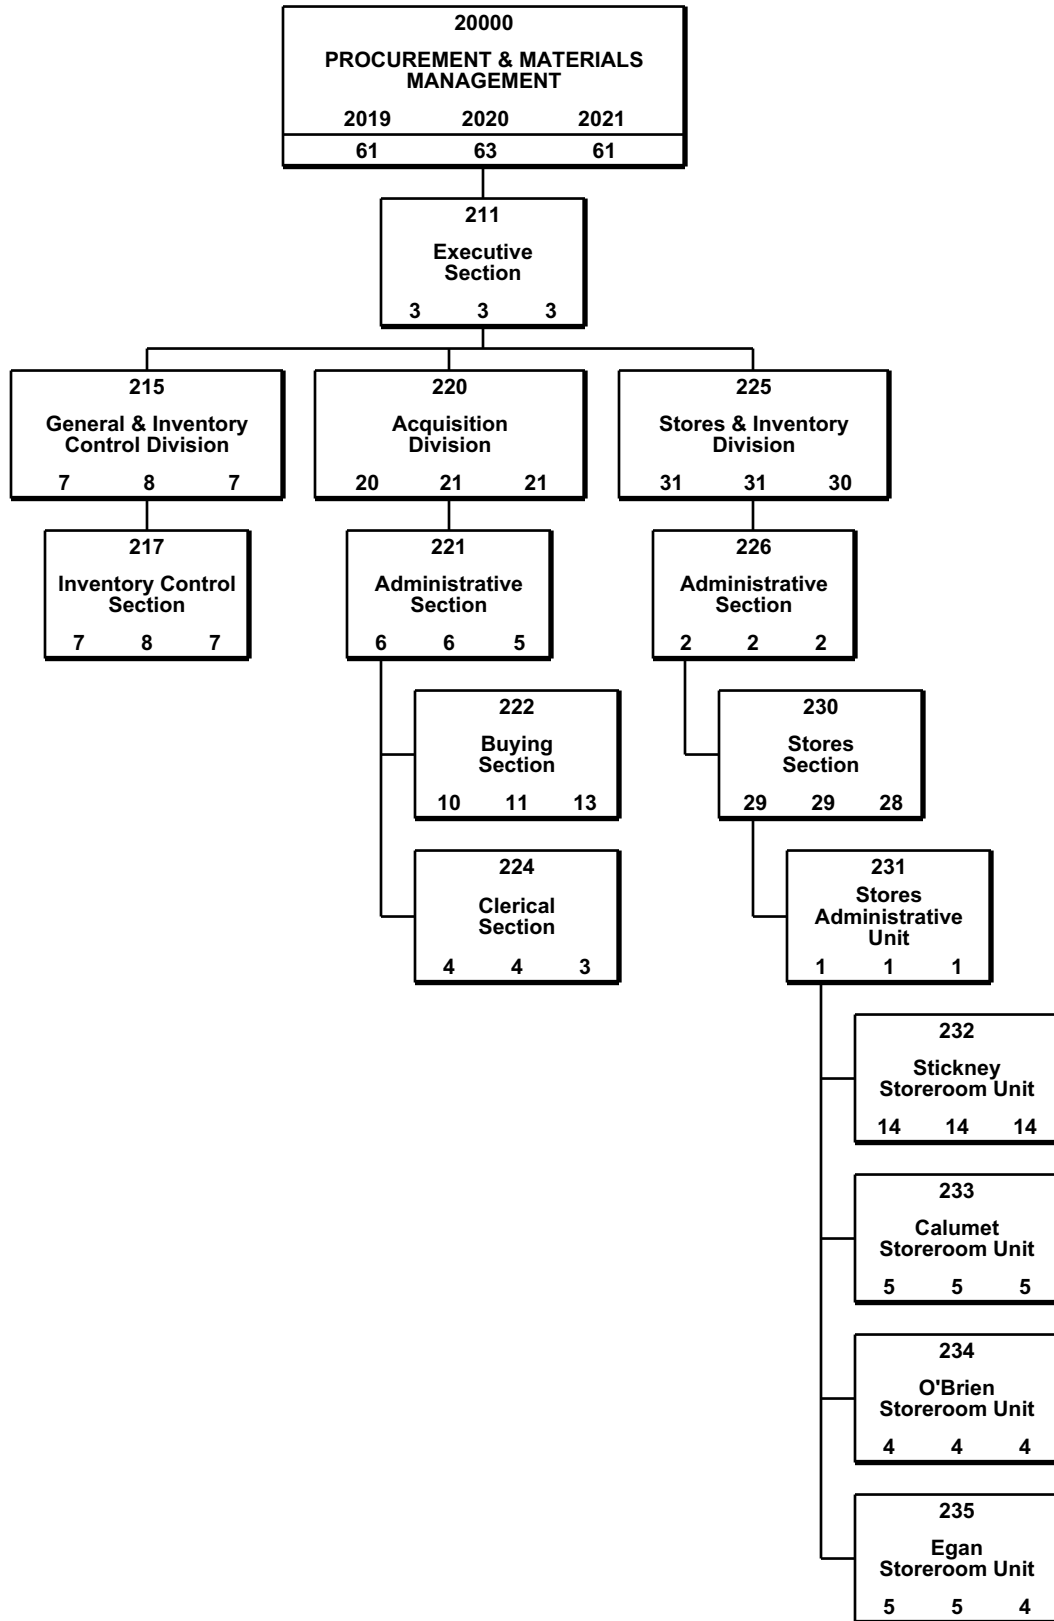 20000
PROCUREMENT & MATERIALS
MANAGEMENT
2019 2020 2021
61 63 61
211
Executive
Section
3 3 3
215
General & Inventory
Control Division
7 8 7
220
Acquisition
Division
20 21 21
225
Stores & Inventory
Division
31 31 30
217
Inventory Control
Section
7 8 7
221
Administrative
Section
6 6 5
226
Administrative
Section
2 2 2
222
Buying
Section
10 11 13
230
Stores
Section
29 29 28
224
Clerical
Section
4 4 3
231
Stores
Administrative
Unit
1 1 1
232
Stickney
Storeroom Unit
14 14 14
233
Calumet
Storeroom Unit
5 5 5
234
O'Brien
Storeroom Unit
4 4 4
235
Egan
Storeroom Unit
5 5 4